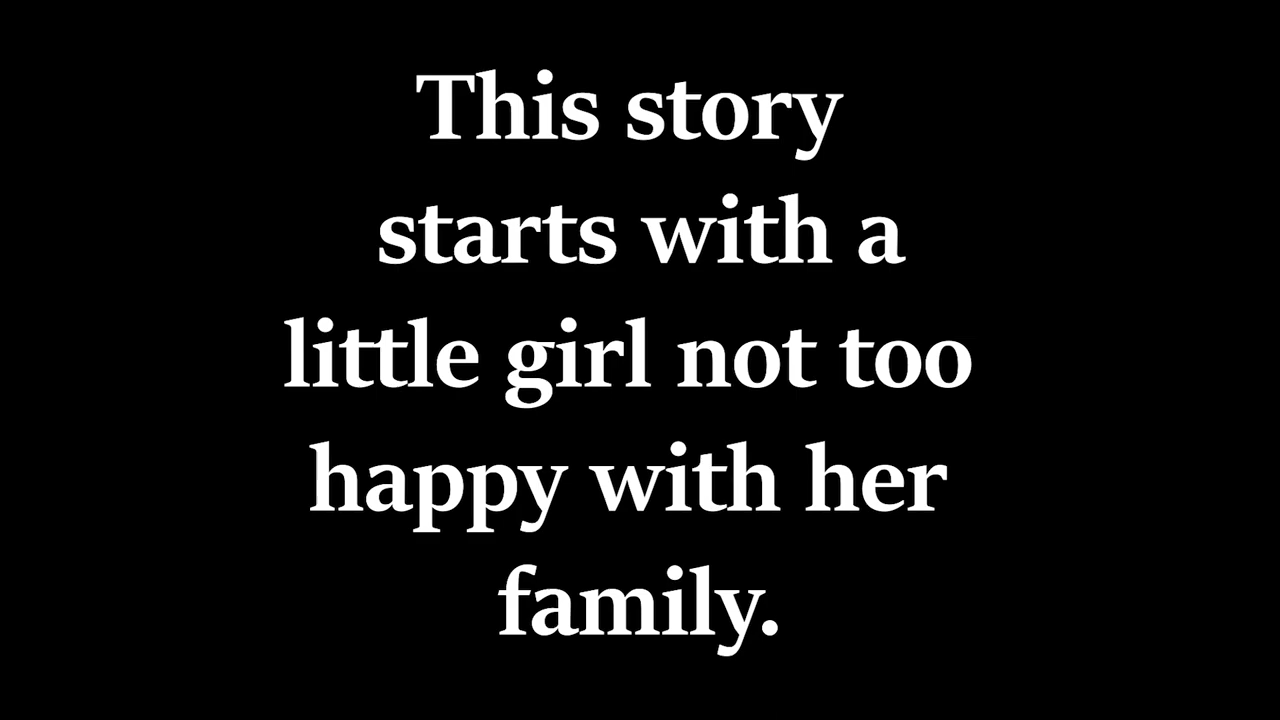 This story
starts with a
little girl not too
happy with her
family.